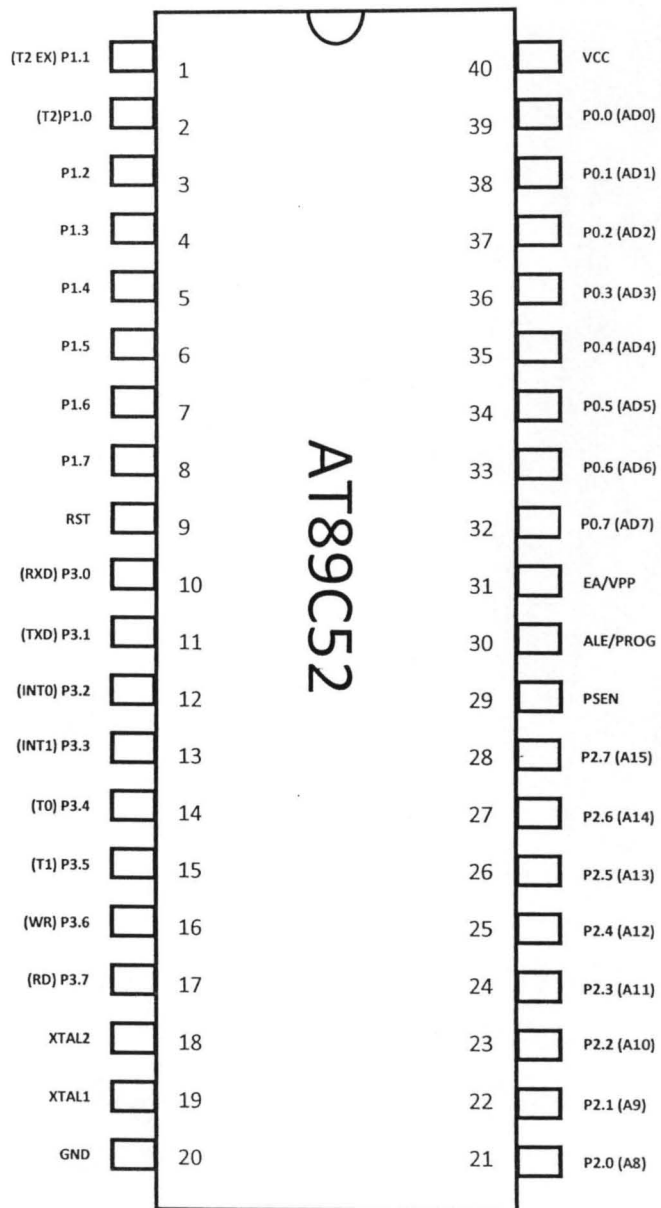 (T2 EX) P1.1 1 40 VCC
(T2)P1.0 2 39 P0.0 (AD0)
P1.2 3 38 P0.1 (AD1)
P1.3 4 37 P0.2 (AD2)
P1.4 5 36 P0.3 (AD3)
P1.5 6 35 P0.4 (AD4)
P1.6 7 34 P0.5 (AD5)
P1.7 8 33 P0.6 (AD6)
RST 9 32 P0.7 (AD7)
(RXD) P3.0 10 31 EA/VPP
(TXD) P3.1 11 30 ALE/PROG
(INT0) P3.2 12 29 PSEN
(INT1) P3.3 13 28 P2.7 (A15)
(T0) P3.4 14 27 P2.6 (A14)
(T1) P3.5 15 26 P2.5 (A13)
(WR) P3.6 16 25 P2.4 (A12)
(RD) P3.7 17 24 P2.3 (A11)
XTAL2 18 23 P2.2 (A10)
XTAL1 19 22 P2.1 (A9)
GND 20 21 P2.0 (A8)
AT89C52